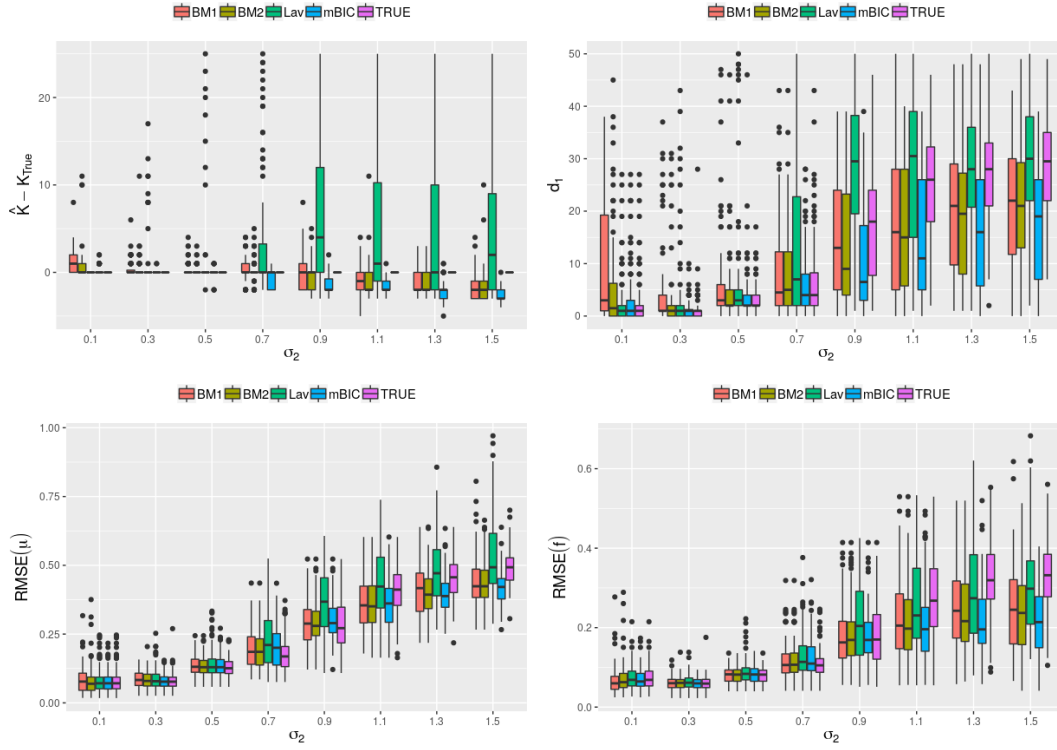 BM1 BM2 Lav mBIC TRUE
20
10
0
K̂ − K_True
0.1 0.3 0.5 0.7 0.9 1.1 1.3 1.5
σ₂
BM1 BM2 Lav mBIC TRUE
50
40
30
20
10
0
d₁
0.1 0.3 0.5 0.7 0.9 1.1 1.3 1.5
σ₂
BM1 BM2 Lav mBIC TRUE
1.00
0.75
0.50
0.25
0.00
RMSE(μ)
0.1 0.3 0.5 0.7 0.9 1.1 1.3 1.5
σ₂
BM1 BM2 Lav mBIC TRUE
0.6
0.4
0.2
0.0
RMSE(f)
0.1 0.3 0.5 0.7 0.9 1.1 1.3 1.5
σ₂